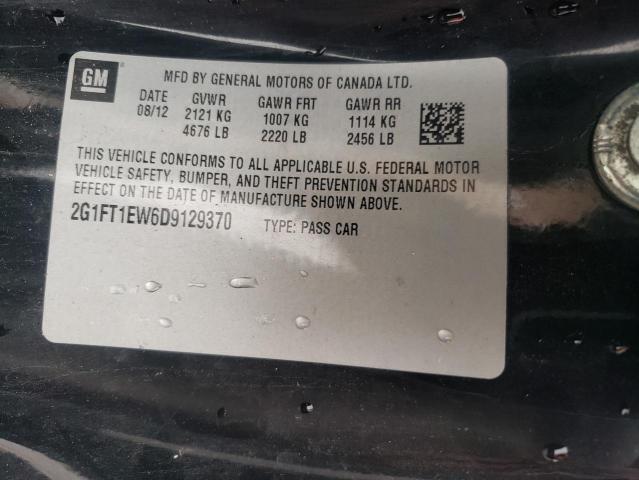 GM
MFD BY GENERAL MOTORS OF CANADA LTD.
DATE GVWR GAWR FRT GAWR RR
08/12 2121 KG 1007 KG 1114 KG
4676 LB 2220 LB 2456 LB
THIS VEHICLE CONFORMS TO ALL APPLICABLE U.S. FEDERAL MOTOR
VEHICLE SAFETY, BUMPER, AND THEFT PREVENTION STANDARDS IN
EFFECT ON THE DATE OF MANUFACTURE SHOWN ABOVE.
2G1FT1EW6D9129370 TYPE: PASS CAR